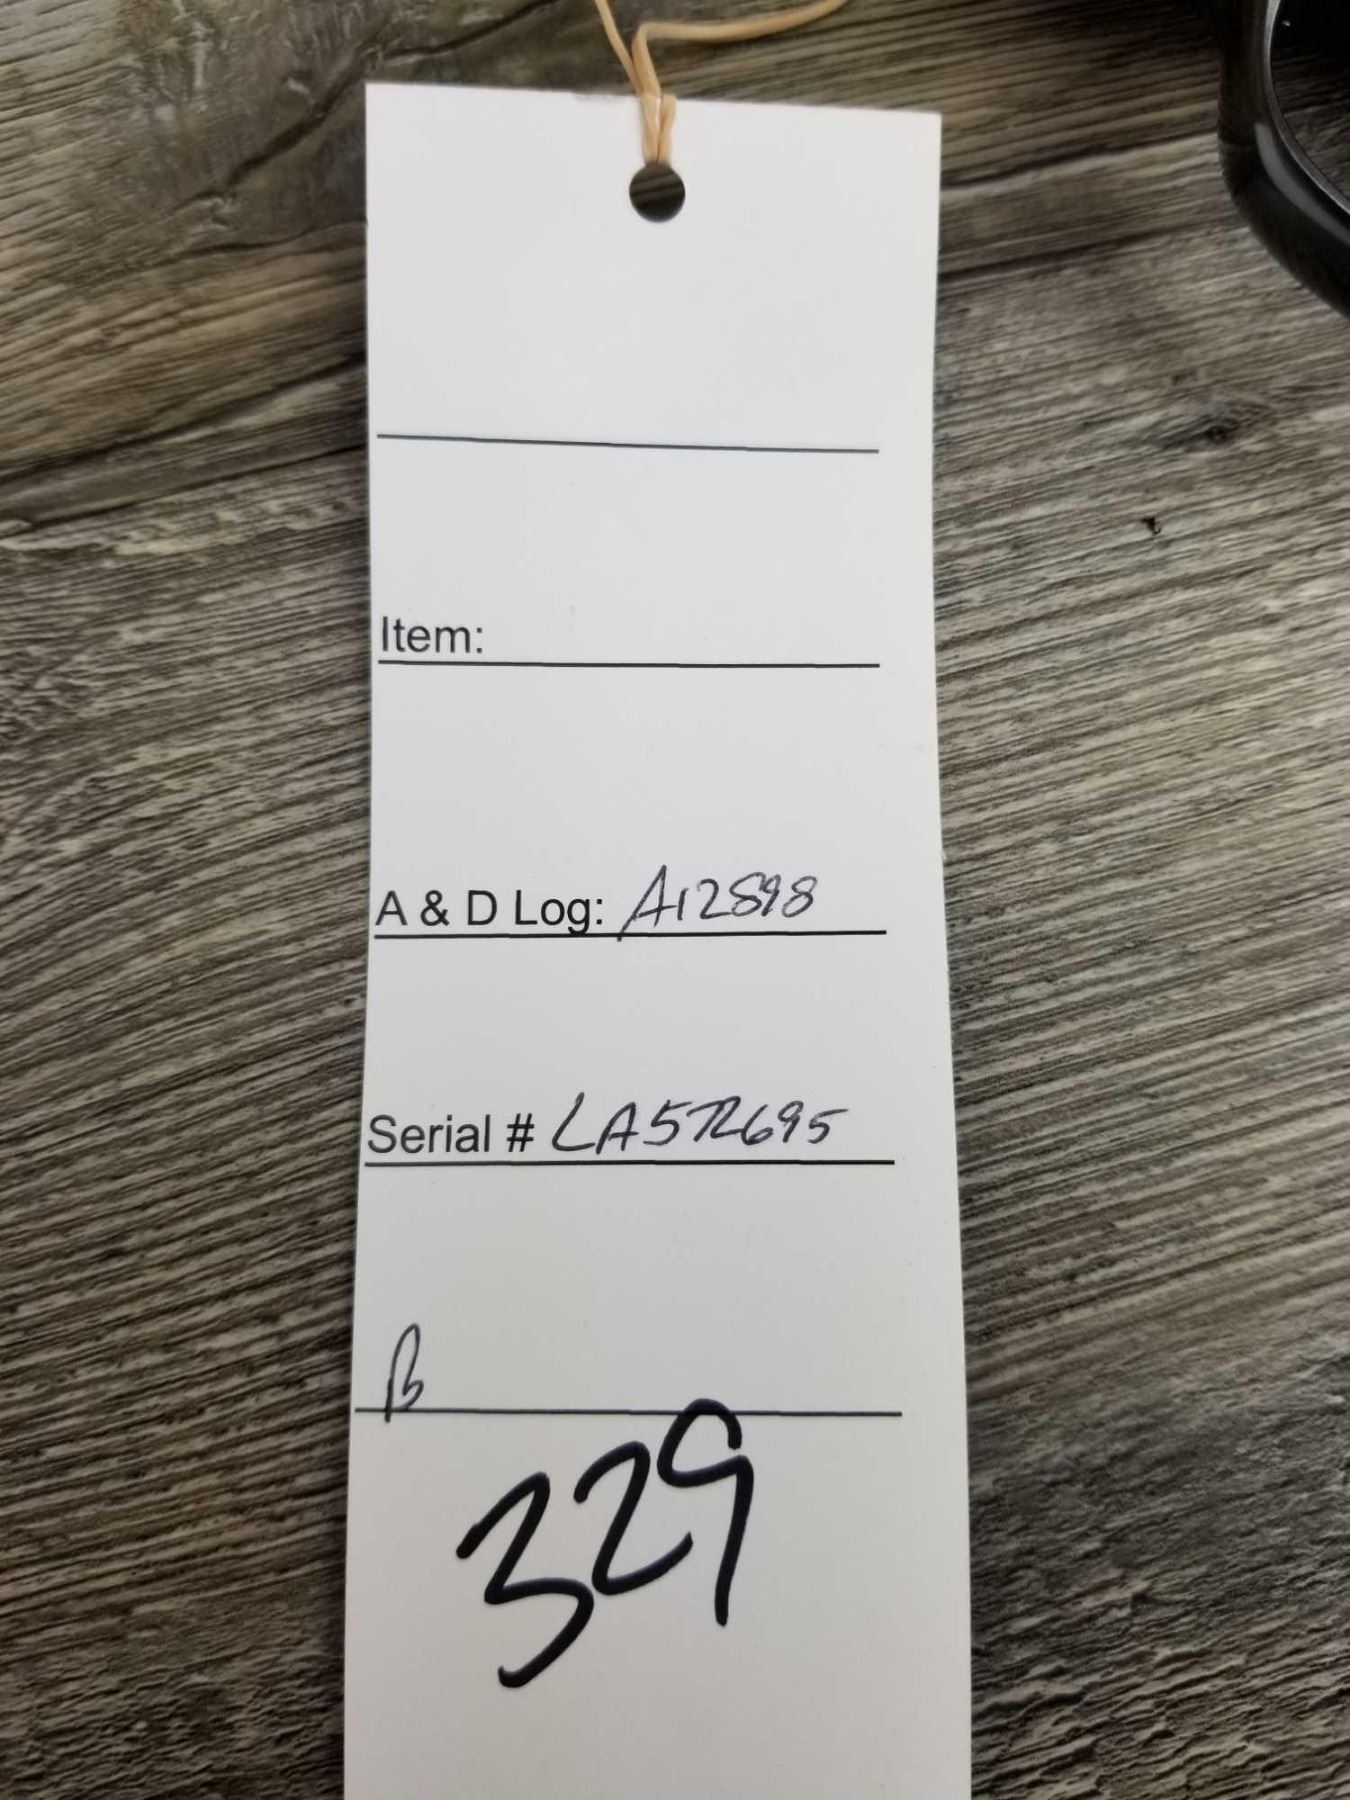 Item:
A & D Log: A12898
Serial # LA572695
B
329